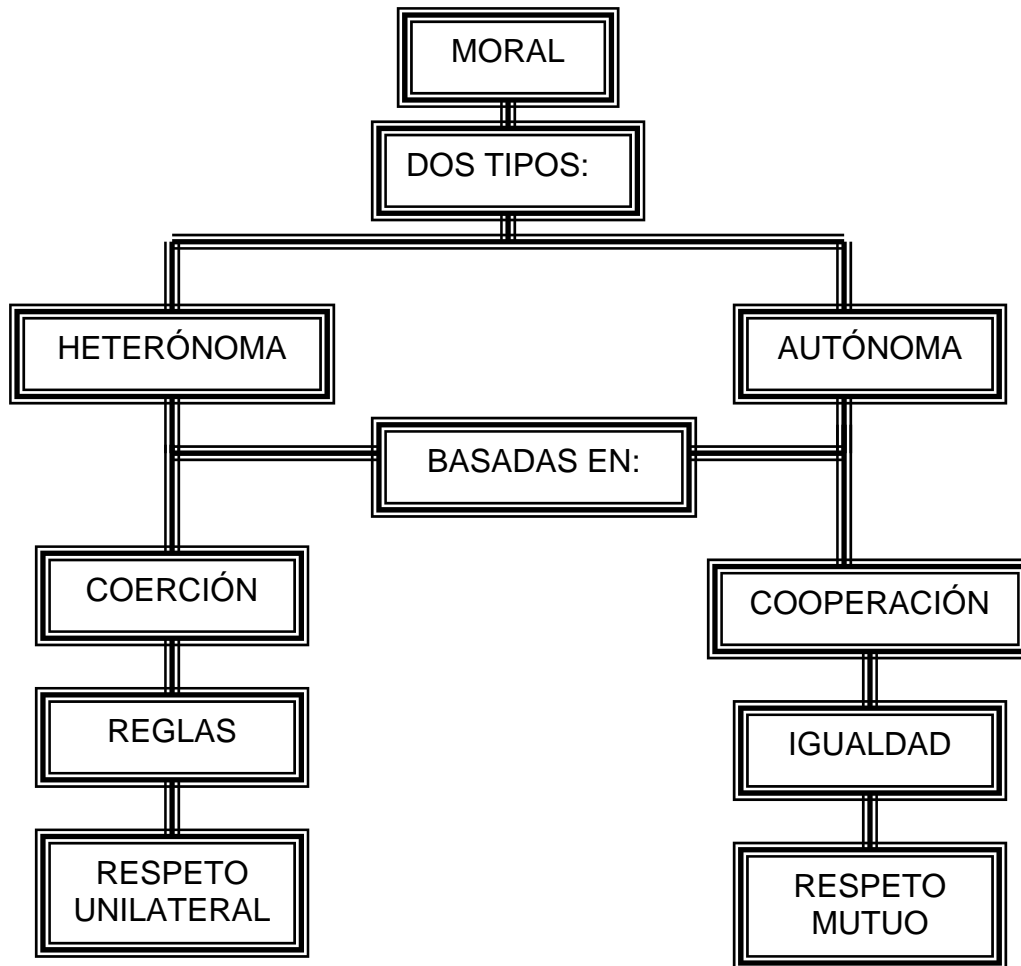 MORAL
DOS TIPOS:
HETERÓNOMA
AUTÓNOMA
BASADAS EN:
COERCIÓN
COOPERACIÓN
REGLAS
IGUALDAD
RESPETO
UNILATERAL
RESPETO
MUTUO